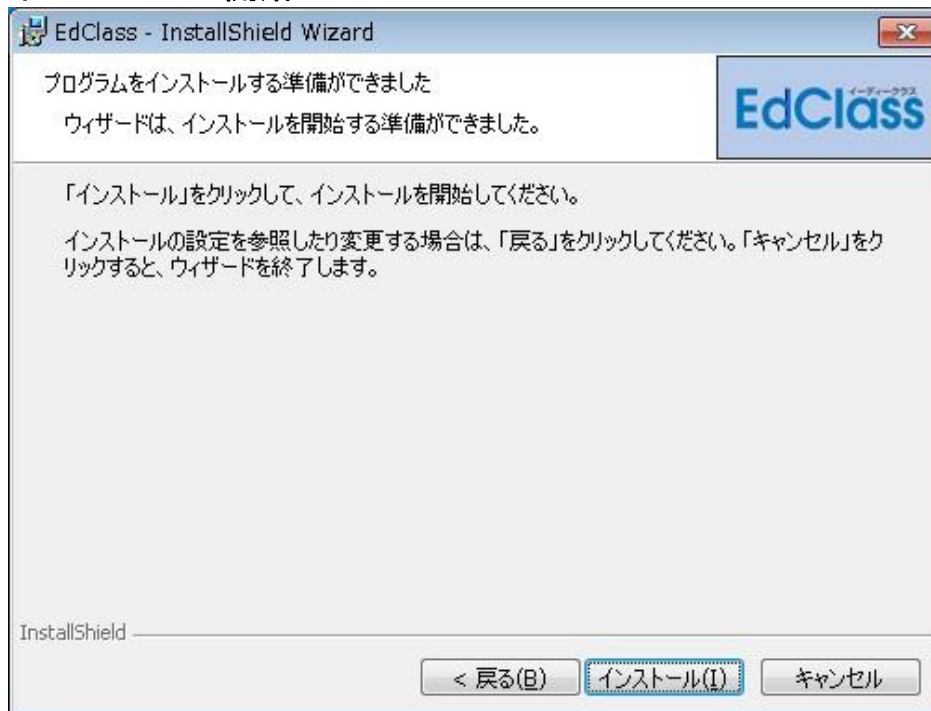 EdClass - InstallShield Wizard
プログラムをインストールする準備ができました
ウィザードは、インストールを開始する準備ができました。
イーディークラス
EdClass
「インストール」をクリックして、インストールを開始してください。
インストールの設定を参照したり変更する場合は、「戻る」をクリックしてください。「キャンセル」をク
リックすると、ウィザードを終了します。
InstallShield
< 戻る(B)
インストール(I)
キャンセル